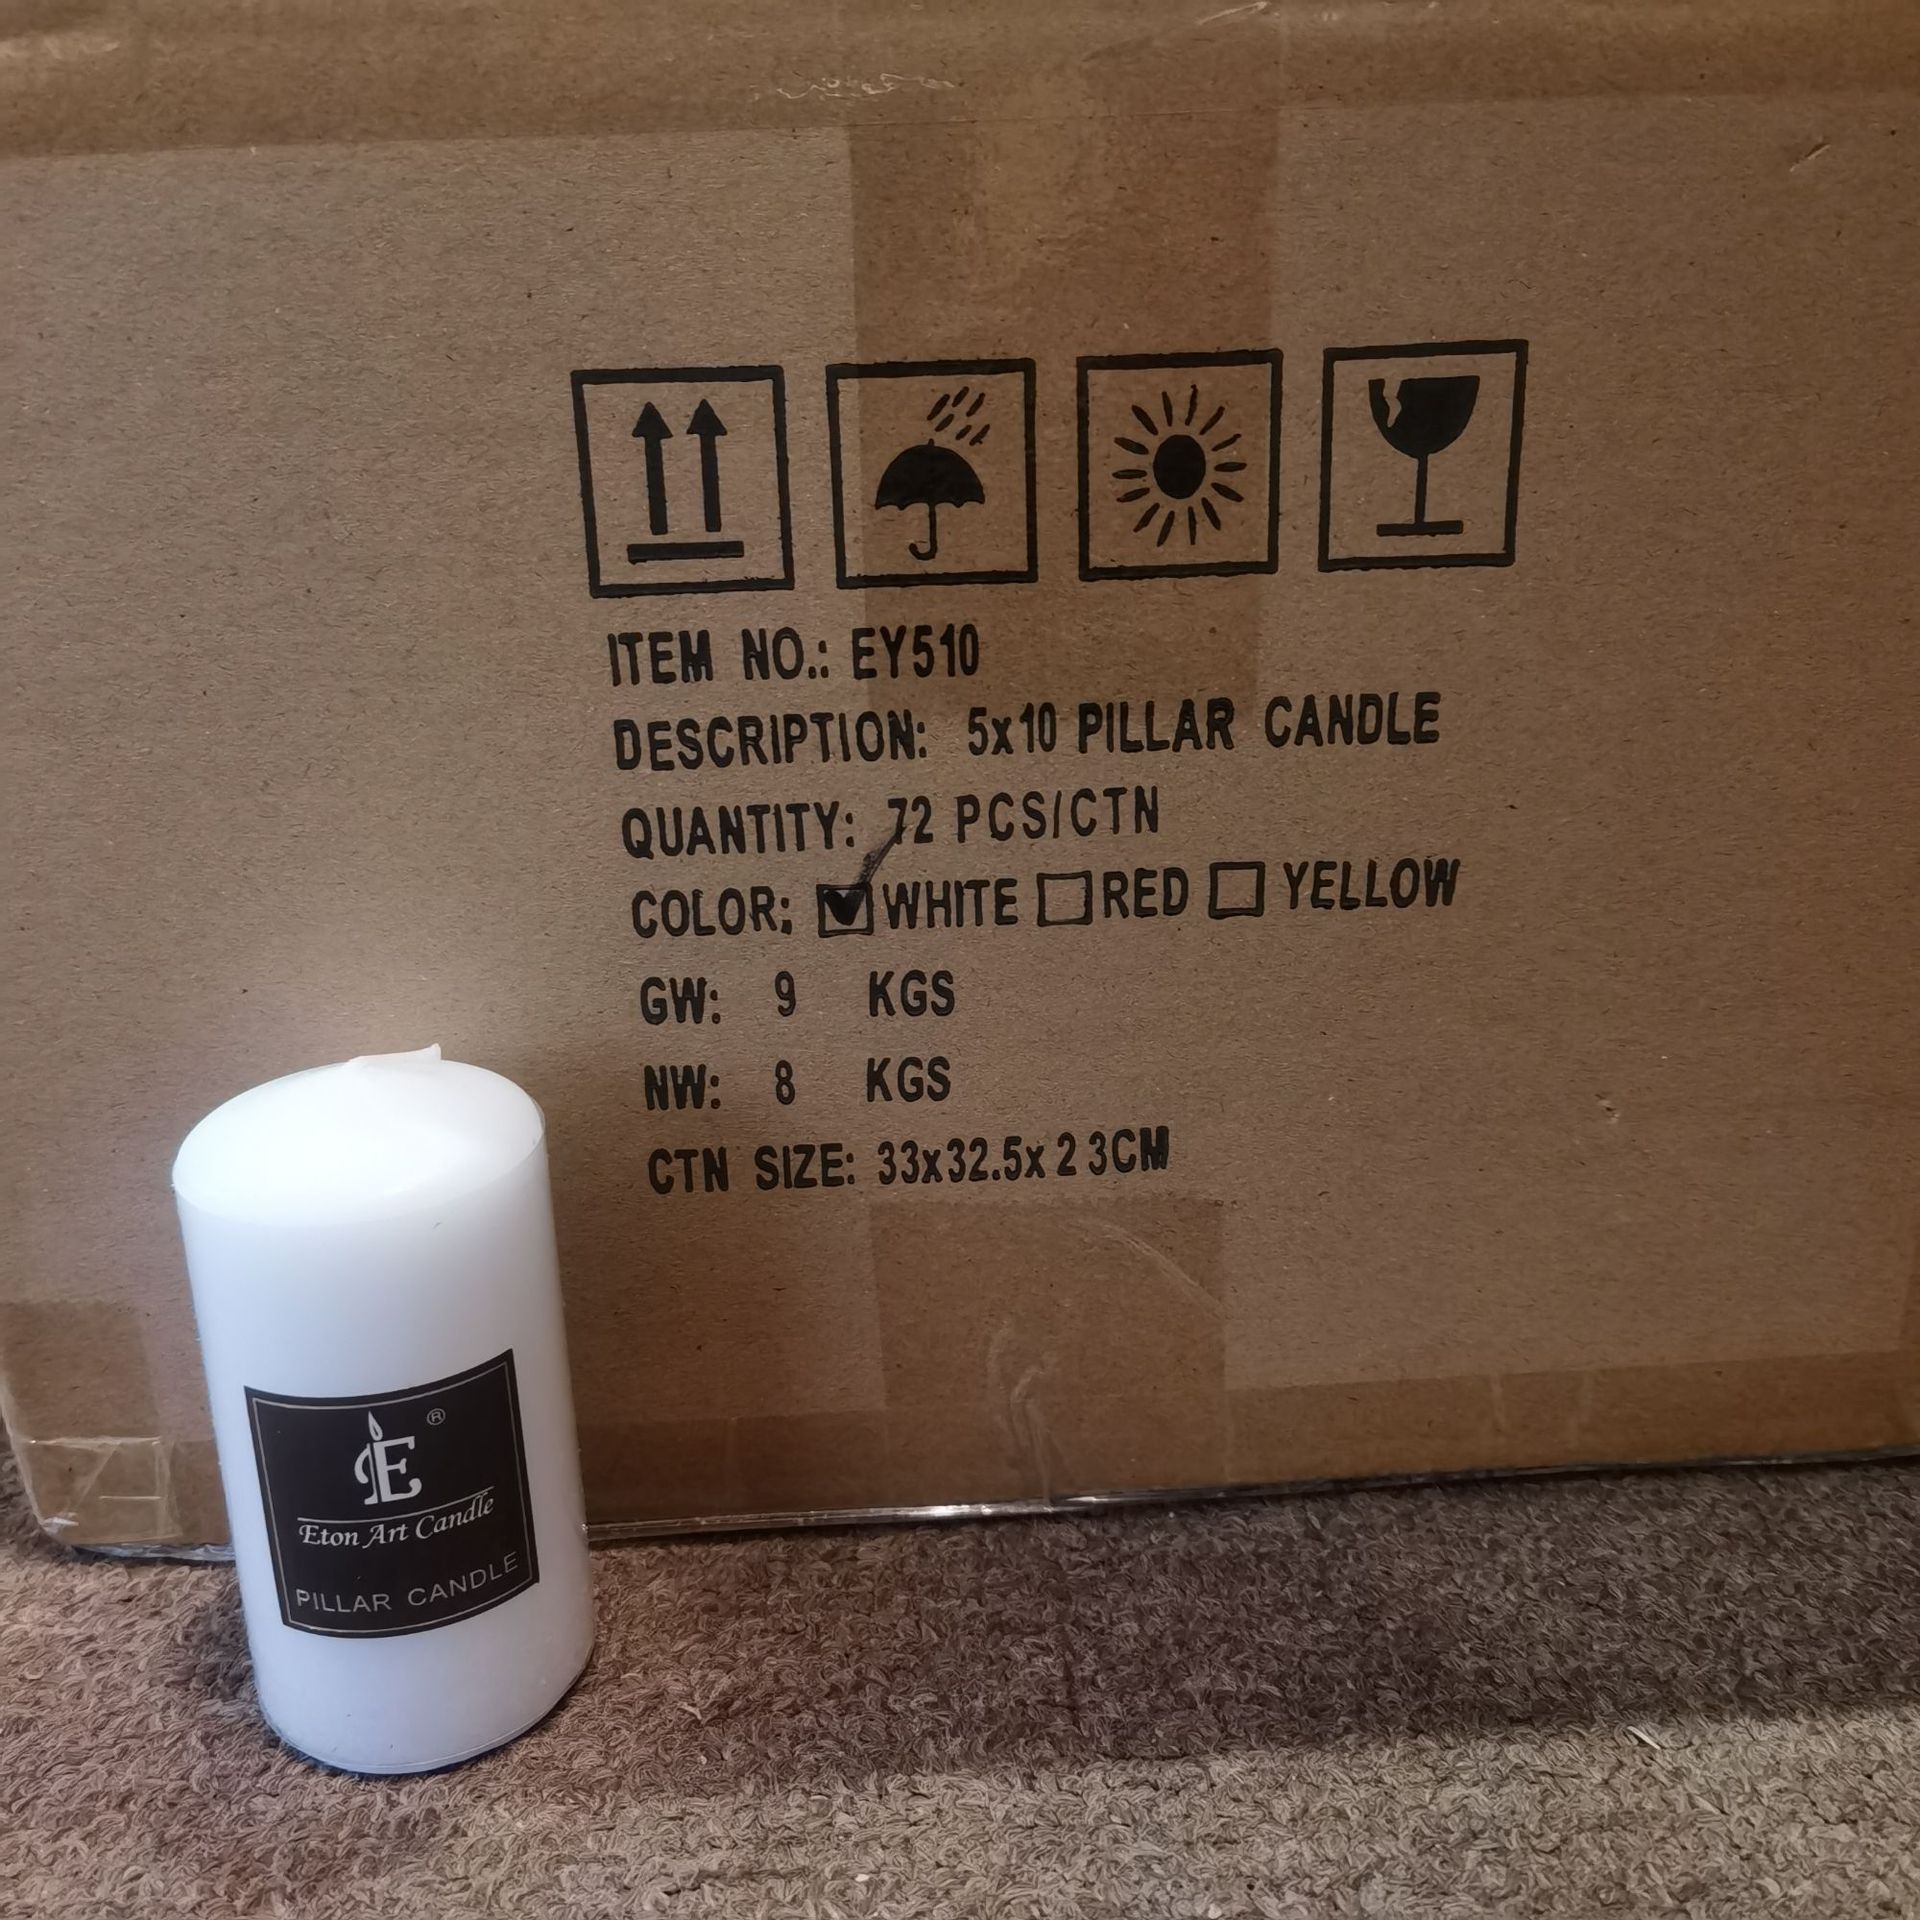 ITEM NO.: EY510
DESCRIPTION: 5x10 PILLAR CANDLE
QUANTITY: 72 PCS/CTN
COLOR: WHITE RED YELLOW
GW: 9 KGS
NW: 8 KGS
CTN SIZE: 33x32.5x23CM
E ®
Eton Art Candle
PILLAR CANDLE